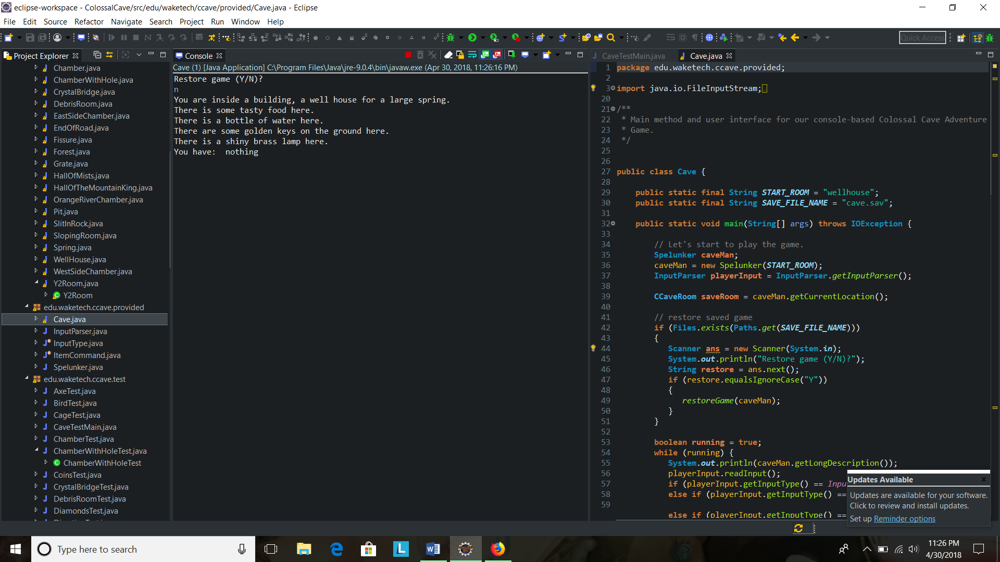 eclipse-workspace - ColossalCave/src/edu/waketech/ccave/provided/Cave.java - Eclipse
File Edit Source Refactor Navigate Search Project Run Window Help
Quick Access
Project Explorer
Chamber.java
ChamberWithHole.java
CrystalBridge.java
DebrisRoom.java
EastSideChamber.java
EndOfRoad.java
Fissure.java
Forest.java
Grate.java
HallOfMists.java
HallOfTheMountainKing.java
OrangeRiverChamber.java
Pit.java
SlitInRock.java
SlopingRoom.java
Spring.java
WellHouse.java
WestSideChamber.java
Y2Room.java
Y2Room
edu.waketech.ccave.provided
Cave.java
InputParser.java
InputType.java
ItemCommand.java
Spelunker.java
edu.waketech.ccave.test
AxeTest.java
BirdTest.java
CageTest.java
CaveTestMain.java
ChamberTest.java
ChamberWithHoleTest.java
ChamberWithHoleTest
CoinsTest.java
CrystalBridgeTest.java
DebrisRoomTest.java
DiamondsTest.java
Console
Cave (1) [Java Application] C:\Program Files\Java\jre-9.0.4\bin\javaw.exe (Apr 30, 2018, 11:26:16 PM)
Restore game (Y/N)?
n
You are inside a building, a well house for a large spring.
There is some tasty food here.
There is a bottle of water here.
There are some golden keys on the ground here.
There is a shiny brass lamp here.
You have:  nothing
CaveTestMain.java Cave.java
1 package edu.waketech.ccave.provided;
2
3 import java.io.FileInputStream;
20
21 /**
22 * Main method and user interface for our console-based Colossal Cave Adventure
23 * Game.
24 */
25
26
27 public class Cave {
28
29 public static final String START_ROOM = "wellhouse";
30 public static final String SAVE_FILE_NAME = "cave.sav";
31
32 public static void main(String[] args) throws IOException {
33
34 // Let's start to play the game.
35 Spelunker caveMan;
36 caveMan = new Spelunker(START_ROOM);
37 InputParser playerInput = InputParser.getInputParser();
38
39 CCaveRoom saveRoom = caveMan.getCurrentLocation();
40
41 // restore saved game
42 if (Files.exists(Paths.get(SAVE_FILE_NAME)))
43 {
44 Scanner ans = new Scanner(System.in);
45 System.out.println("Restore game (Y/N)?");
46 String restore = ans.next();
47 if (restore.equalsIgnoreCase("Y"))
48 {
49 restoreGame(caveMan);
50 }
51 }
52
53 boolean running = true;
54 while (running) {
55 System.out.println(caveMan.getLongDescription());
56 playerInput.readInput();
57 if (playerInput.getInputType() == Inpu
58 else if (playerInput.getInputType() ==
59
else if (playerInput.getInputType() ==
Updates Available
Updates are available for your software.
Click to review and install updates.
Set up Reminder options
Type here to search
11:26 PM
4/30/2018